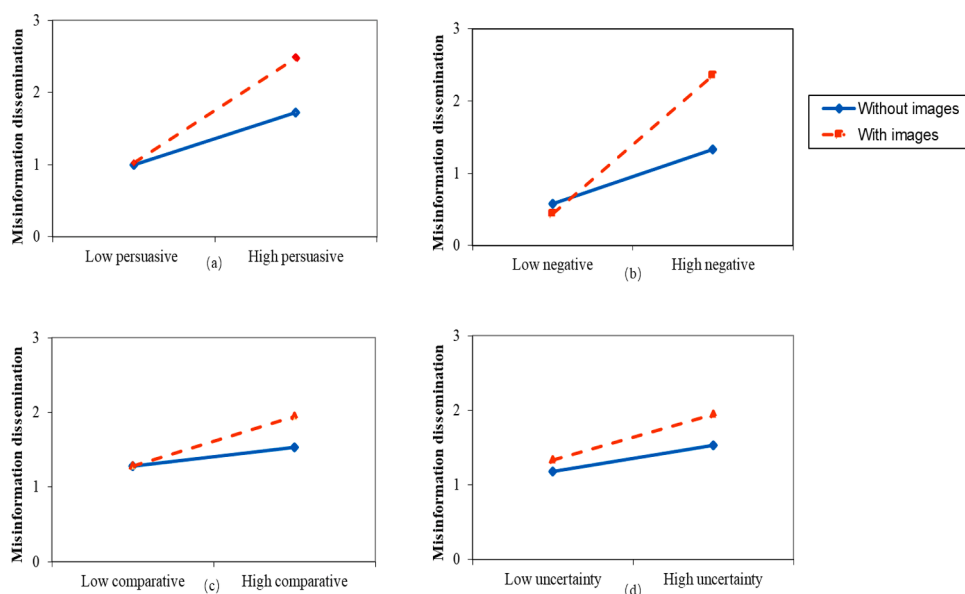 Misinformation dissemination
3
2
1
0
Low persuasive
High persuasive
(a)
Misinformation dissemination
3
2
1
0
Low negative
High negative
(b)
Without images
With images
Misinformation dissemination
3
2
1
0
Low comparative
High comparative
(c)
Misinformation dissemination
3
2
1
0
Low uncertainty
High uncertainty
(d)